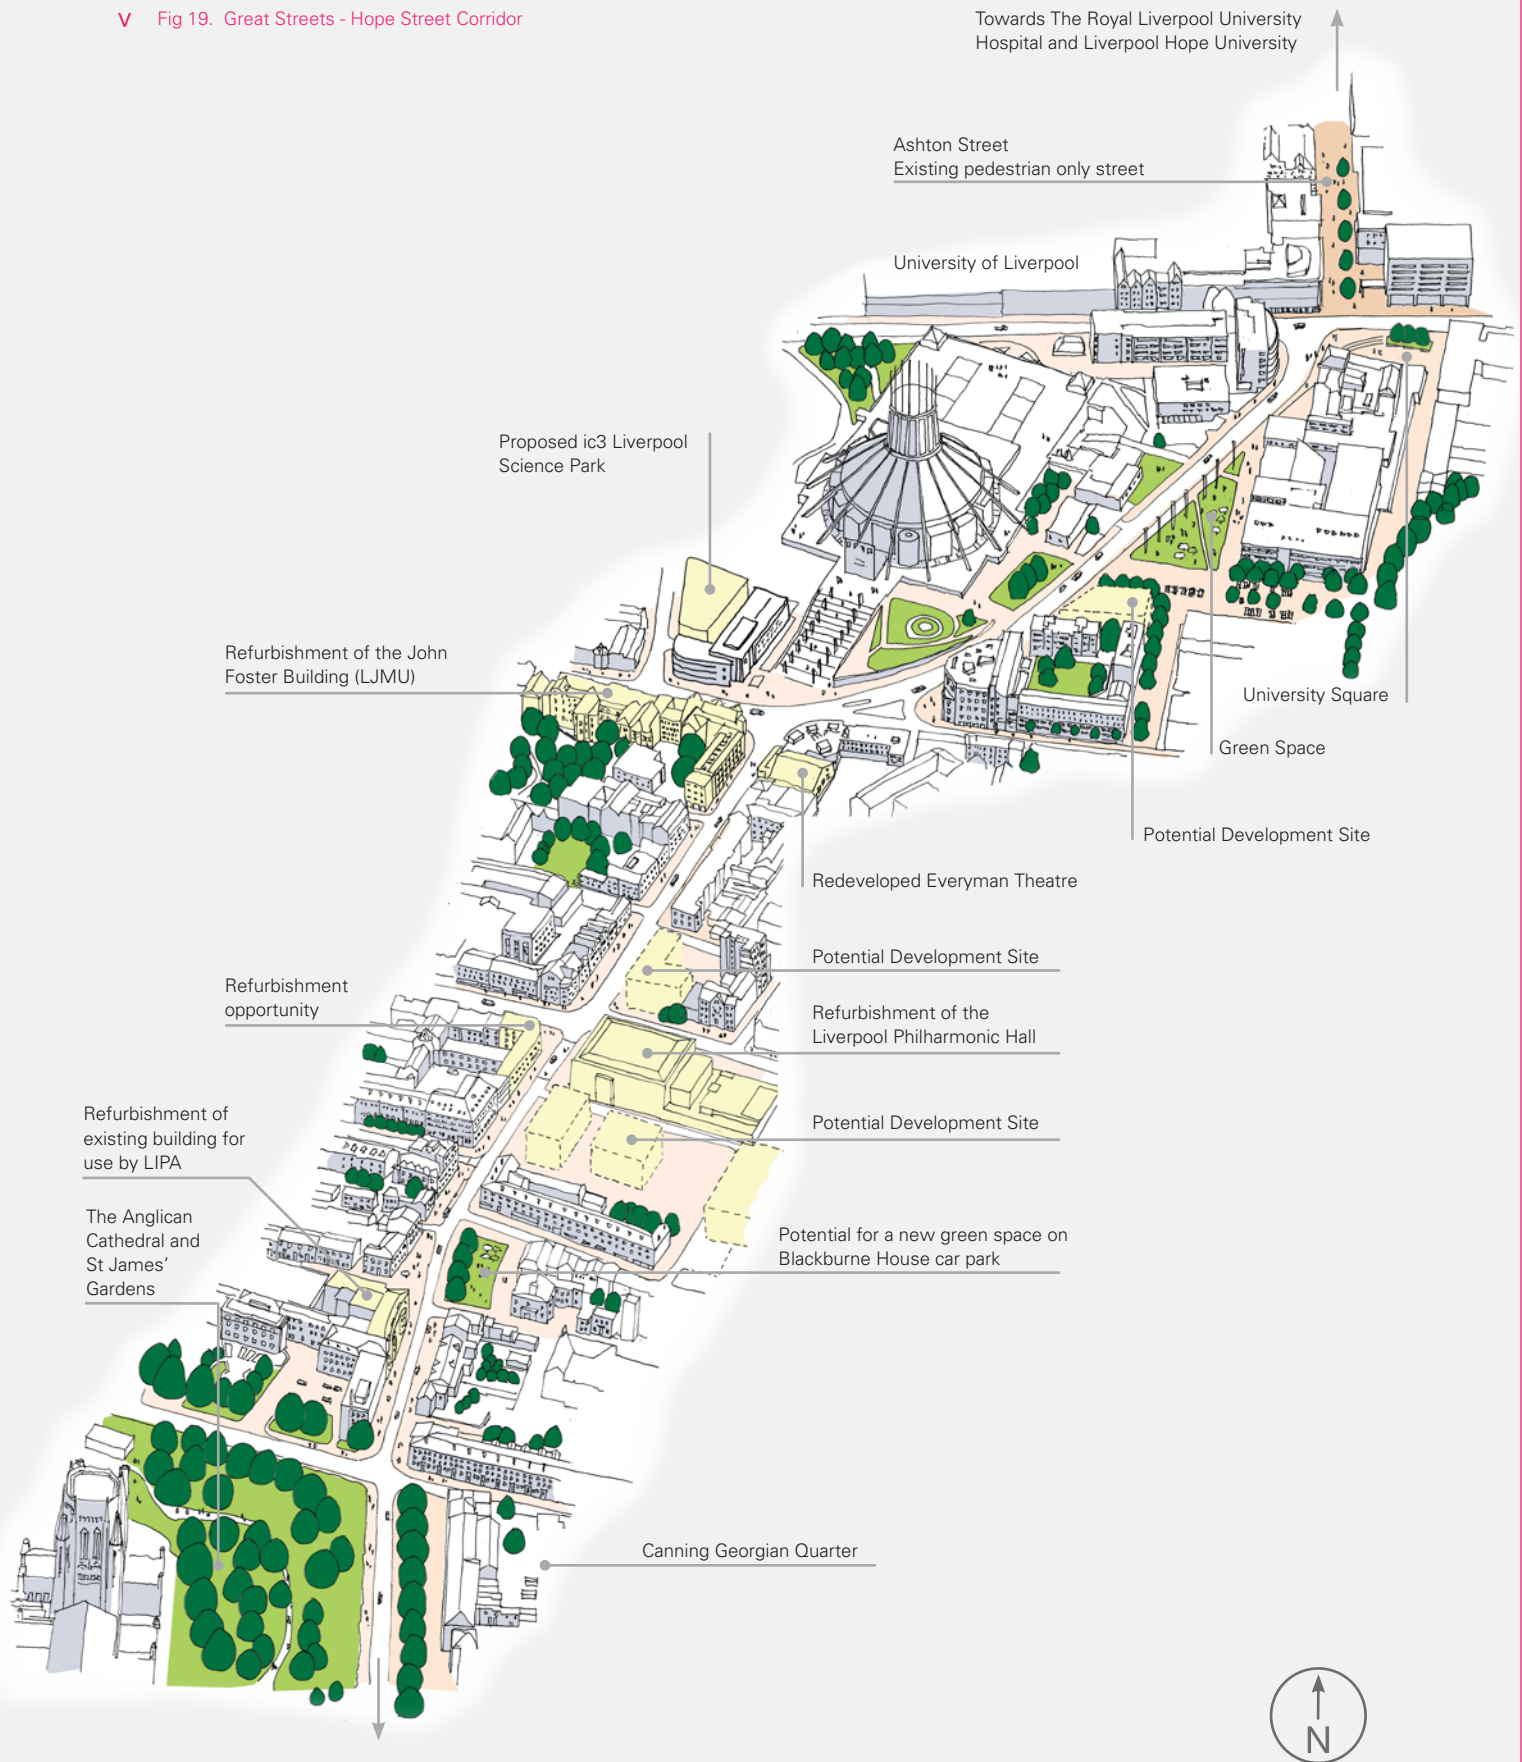 V Fig 19. Great Streets - Hope Street Corridor
Towards The Royal Liverpool University
Hospital and Liverpool Hope University
Ashton Street
Existing pedestrian only street
University of Liverpool
Proposed ic3 Liverpool
Science Park
Refurbishment of the John
Foster Building (LJMU)
University Square
Green Space
Potential Development Site
Redeveloped Everyman Theatre
Potential Development Site
Refurbishment
opportunity
Refurbishment of the
Liverpool Philharmonic Hall
Refurbishment of
existing building for
use by LIPA
Potential Development Site
The Anglican
Cathedral and
St James'
Gardens
Potential for a new green space on
Blackburne House car park
Canning Georgian Quarter
N